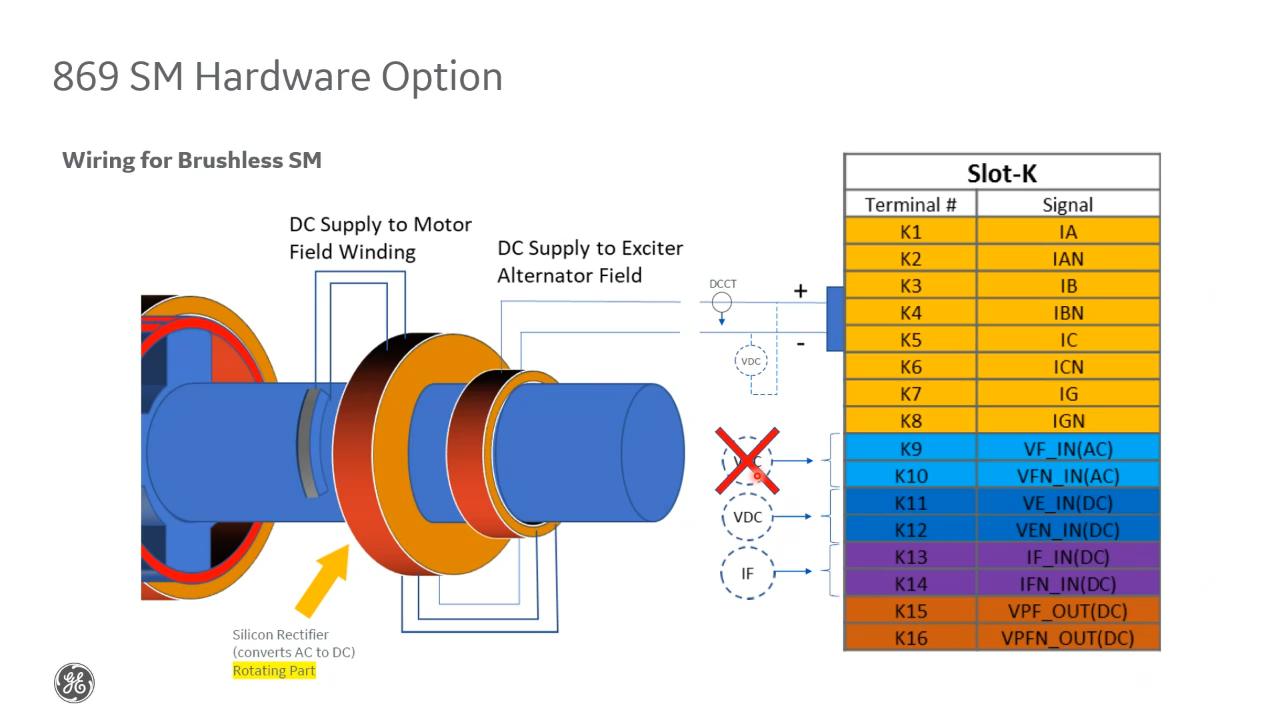 869 SM Hardware Option
Wiring for Brushless SM
DC Supply to Motor
Field Winding
DC Supply to Exciter
Alternator Field
DCCT
+
-
VDC
VDC
IF
Silicon Rectifier
(converts AC to DC)
Rotating Part
Slot-K
Terminal # Signal
K1 IA
K2 IAN
K3 IB
K4 IBN
K5 IC
K6 ICN
K7 IG
K8 IGN
K9 VF_IN(AC)
K10 VFN_IN(AC)
K11 VE_IN(DC)
K12 VEN_IN(DC)
K13 IF_IN(DC)
K14 IFN_IN(DC)
K15 VPF_OUT(DC)
K16 VPFN_OUT(DC)
GE